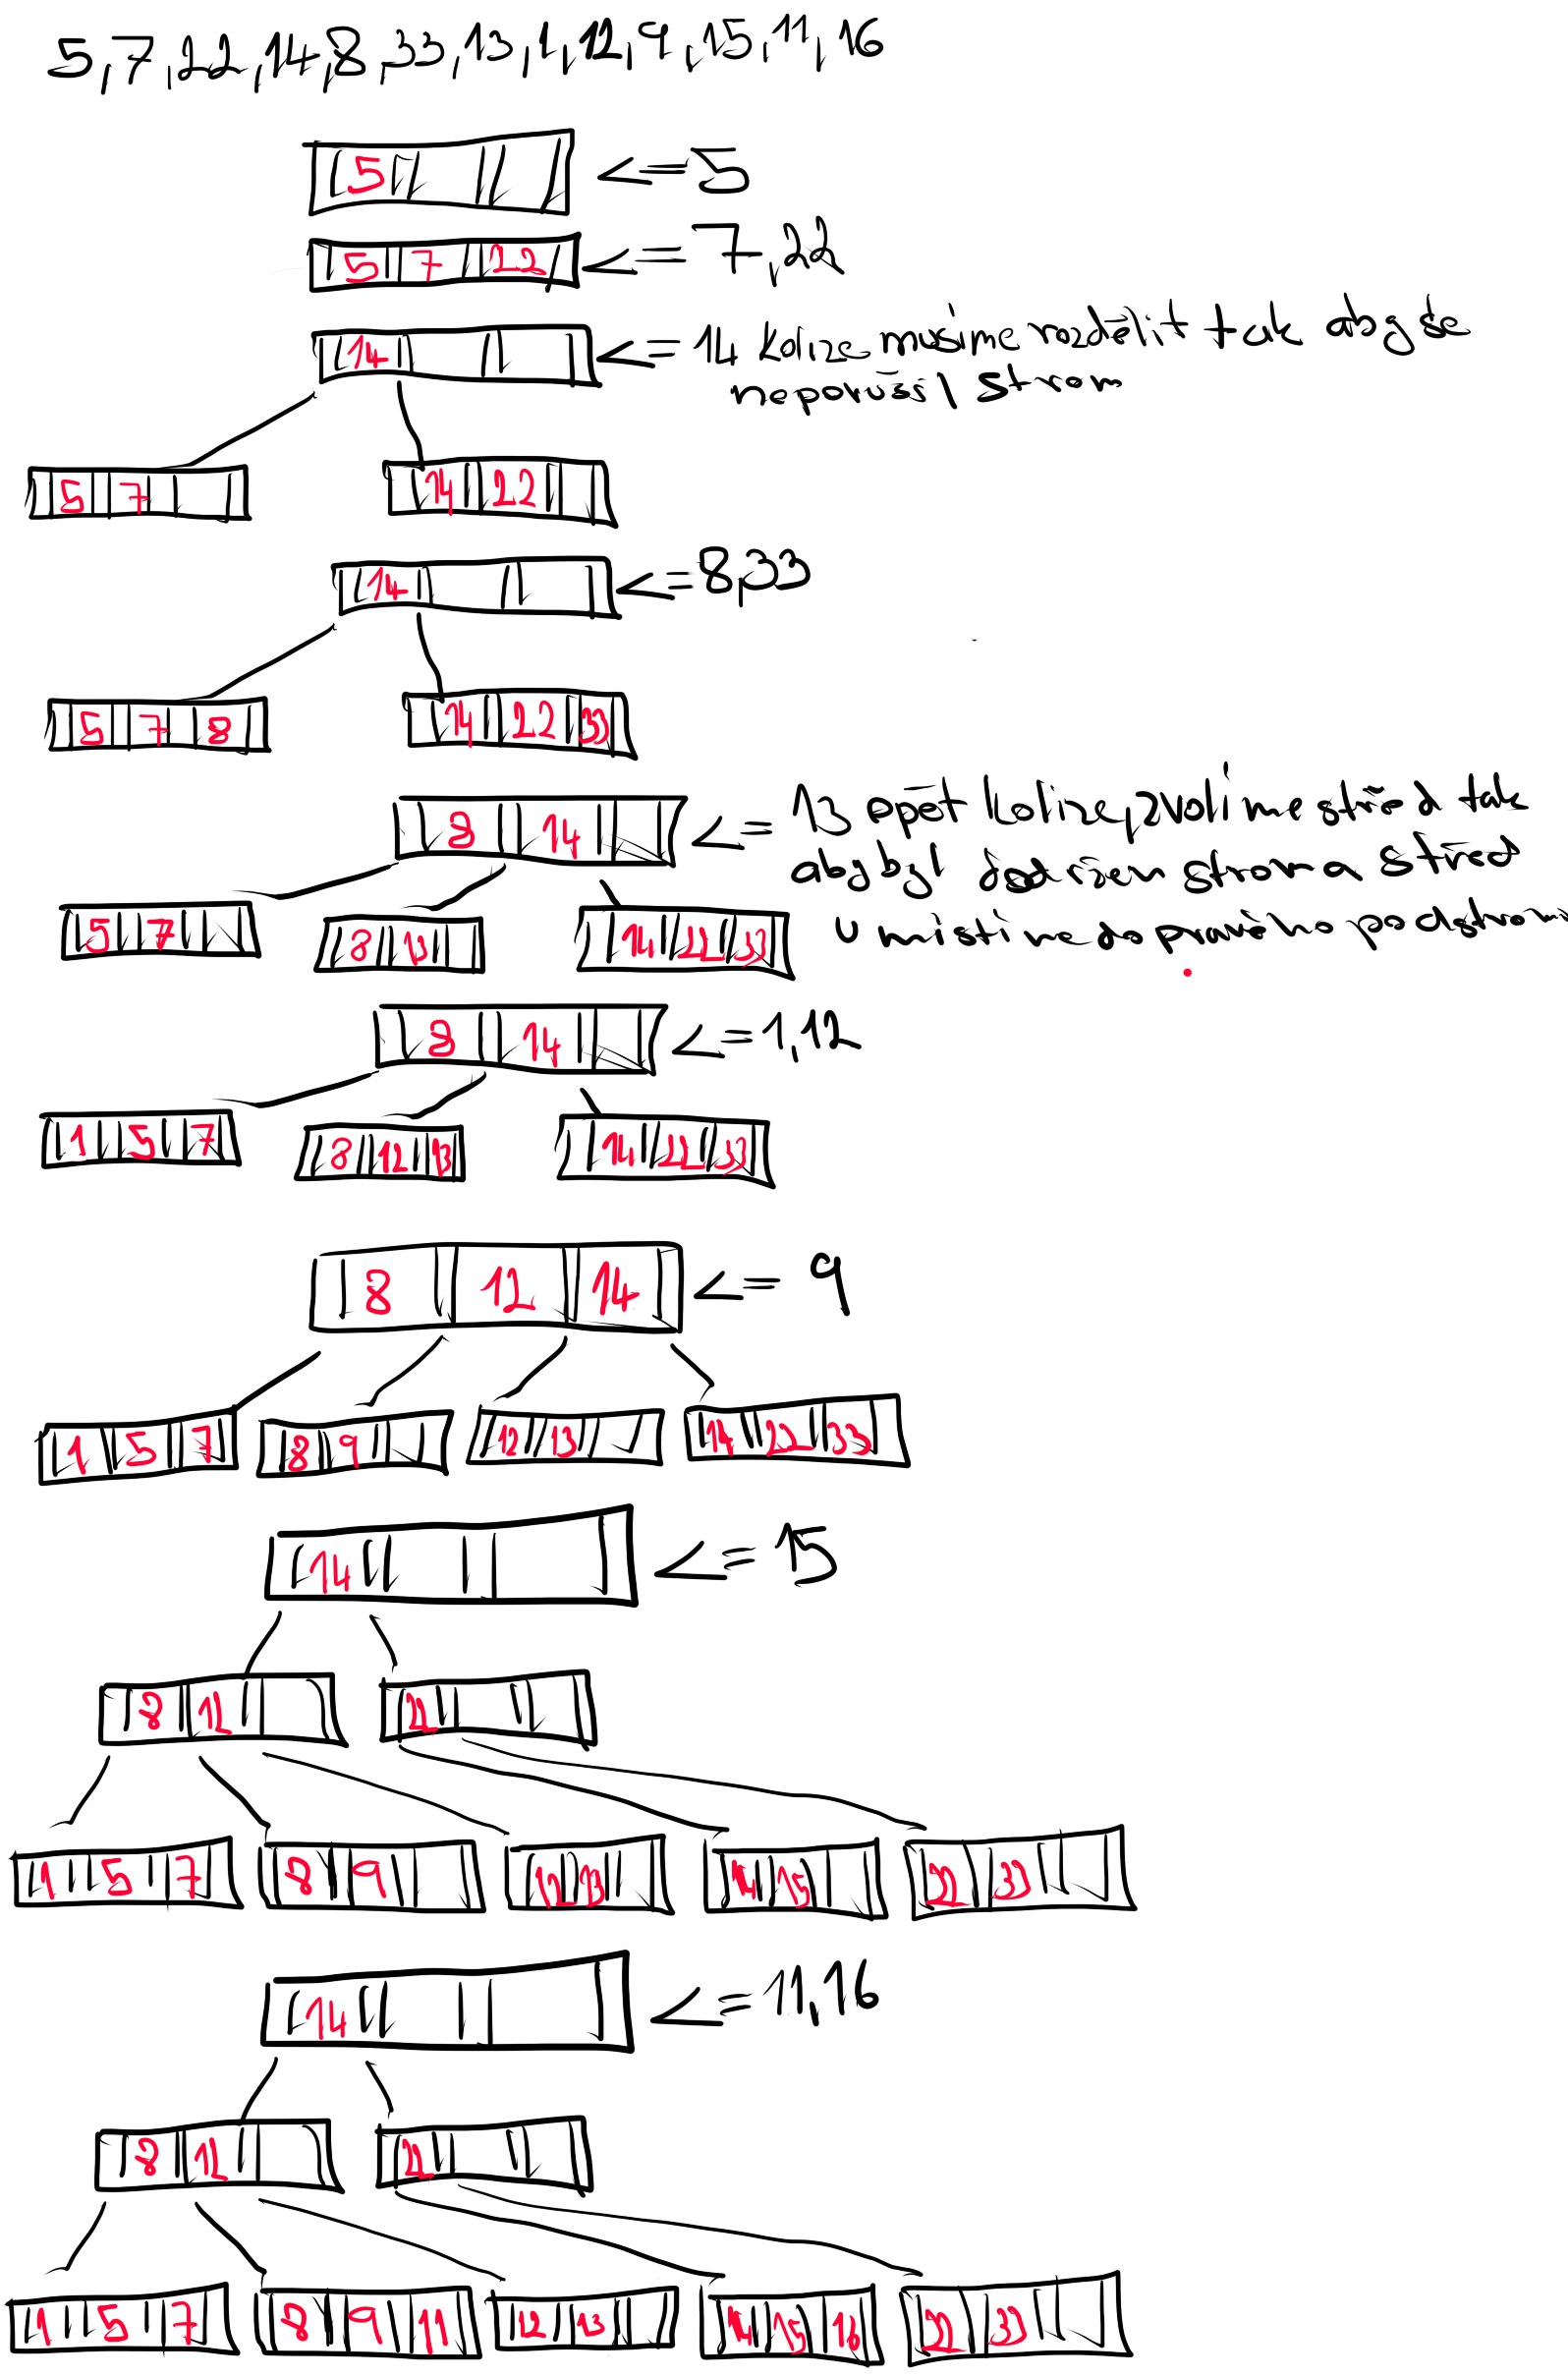 5,7,22,14,8,33,13,1,12,9,15,11,16
5 <= 5
5 7 22 <= 7,22
14 <= 14 kolize musíme rozdělit tak aby se
neporušil strom
5 7 14 22
14 <= 8,33
5 7 8 14 22 33
8 14 <= 13 opět kolize, zvolíme střed tak
aby byl dodržen strom a střed
umístíme do pravého podstromu
5 7 8 13 14 22 33
8 14 <= 1,12
1 5 7 8 12 13 14 22 33
8 12 14 <= 9
1 5 7 8 9 12 13 14 22 33
14 <= 15
8 12 22
1 5 7 8 9 12 13 14 15 22 33
14 <= 11,16
8 12 22
1 5 7 8 9 11 12 13 14 15 16 22 33